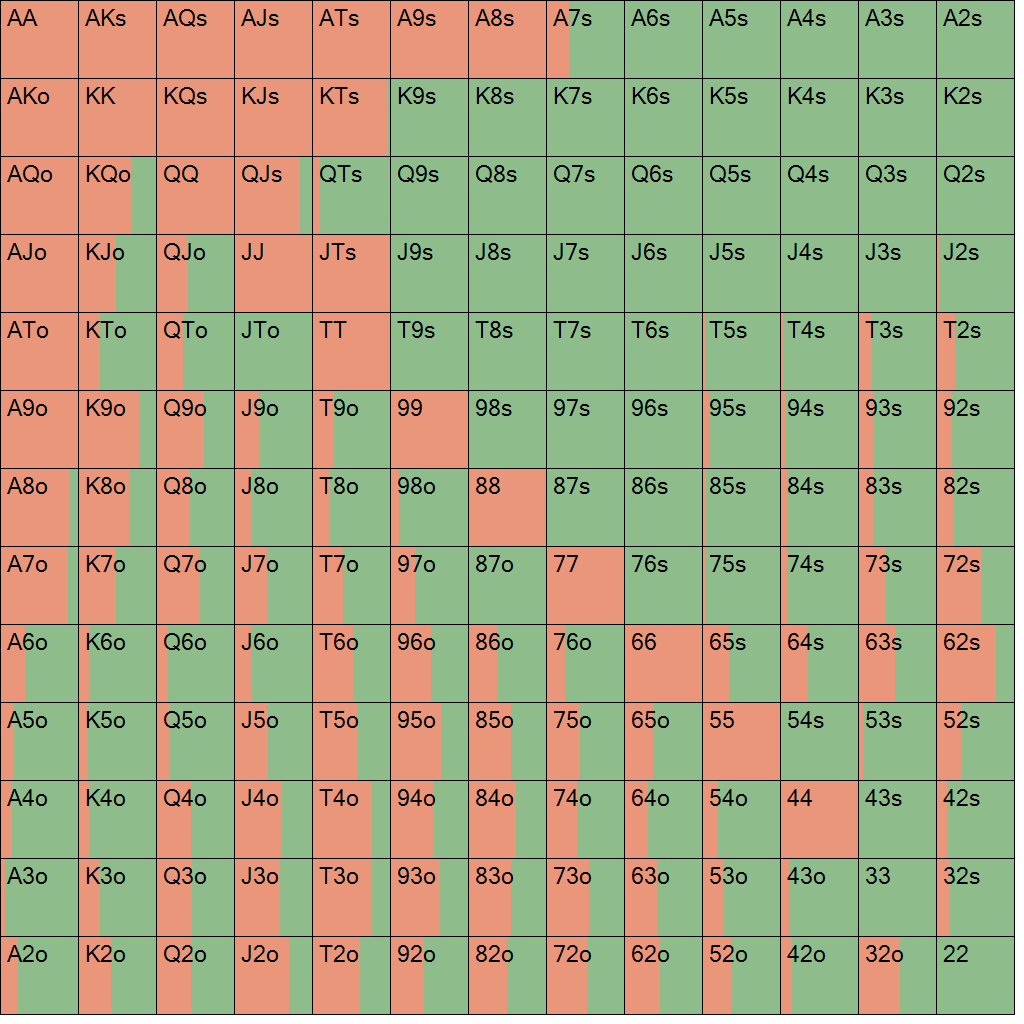 AA AKs AQs AJs ATs A9s A8s A7s A6s A5s A4s A3s A2s
AKo KK KQs KJs KTs K9s K8s K7s K6s K5s K4s K3s K2s
AQo KQo QQ QJs QTs Q9s Q8s Q7s Q6s Q5s Q4s Q3s Q2s
AJo KJo QJo JJ JTs J9s J8s J7s J6s J5s J4s J3s J2s
ATo KTo QTo JTo TT T9s T8s T7s T6s T5s T4s T3s T2s
A9o K9o Q9o J9o T9o 99 98s 97s 96s 95s 94s 93s 92s
A8o K8o Q8o J8o T8o 98o 88 87s 86s 85s 84s 83s 82s
A7o K7o Q7o J7o T7o 97o 87o 77 76s 75s 74s 73s 72s
A6o K6o Q6o J6o T6o 96o 86o 76o 66 65s 64s 63s 62s
A5o K5o Q5o J5o T5o 95o 85o 75o 65o 55 54s 53s 52s
A4o K4o Q4o J4o T4o 94o 84o 74o 64o 54o 44 43s 42s
A3o K3o Q3o J3o T3o 93o 83o 73o 63o 53o 43o 33 32s
A2o K2o Q2o J2o T2o 92o 82o 72o 62o 52o 42o 32o 22